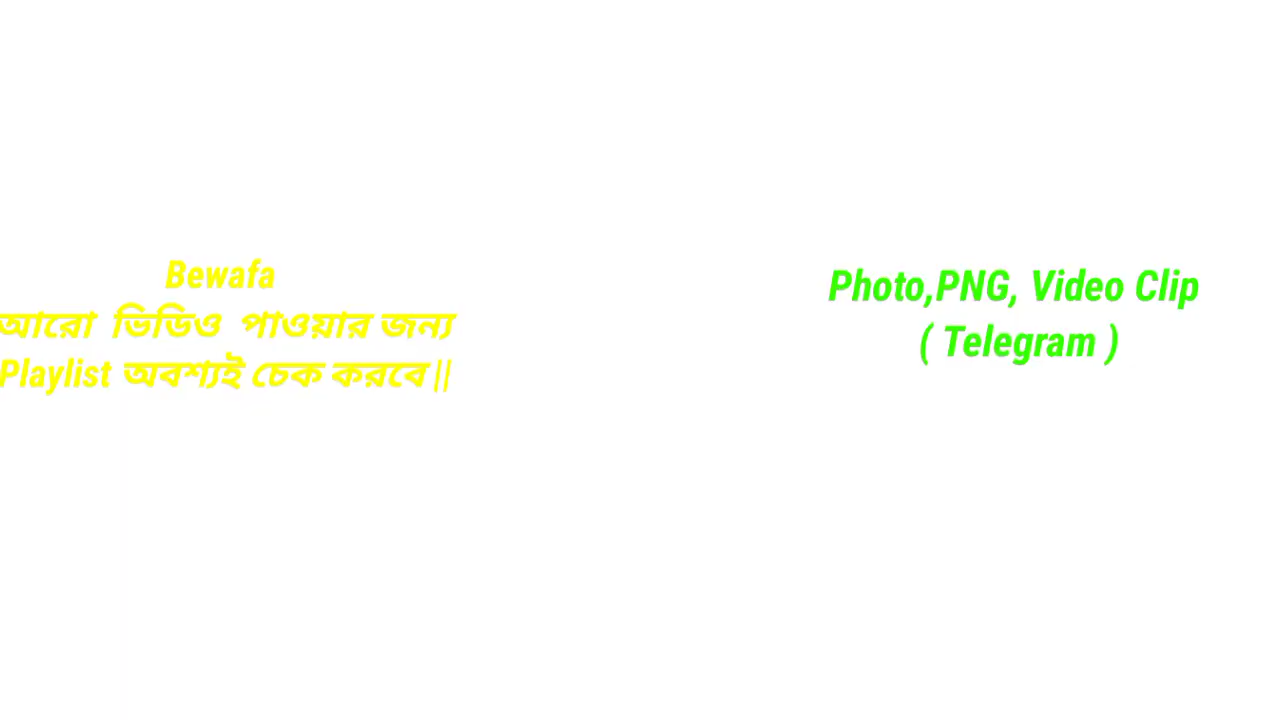 Bewafa
আরো ভিডিও পাওয়ার জন্য
Playlist অবশ্যই চেক করবে ||
Photo,PNG, Video Clip
( Telegram )